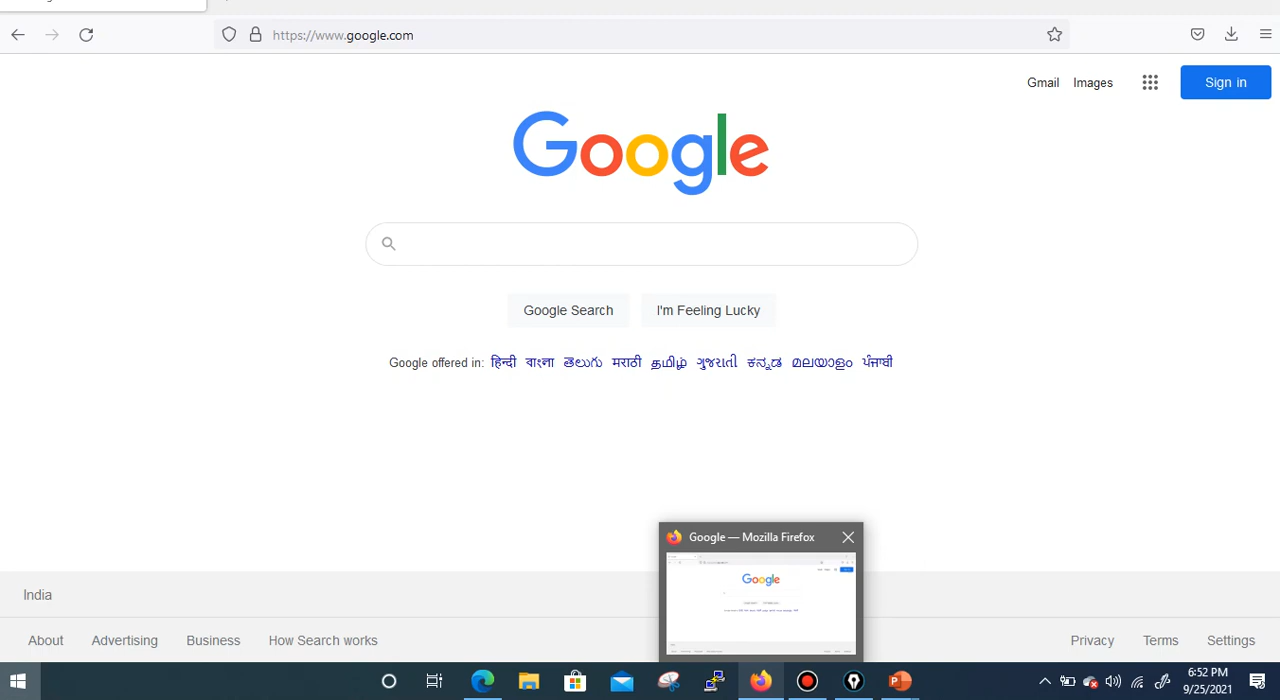 https://www.google.com
Gmail Images Sign in
Google
Google Search I'm Feeling Lucky
Google offered in: हिन्दी বাংলা తెలుగు मराठी தமிழ் ગુજરાતી ಕನ್ನಡ മലയാളം ਪੰਜਾਬੀ
Google — Mozilla Firefox
Google
India
About Advertising Business How Search works Privacy Terms Settings
6:52 PM
9/25/2021